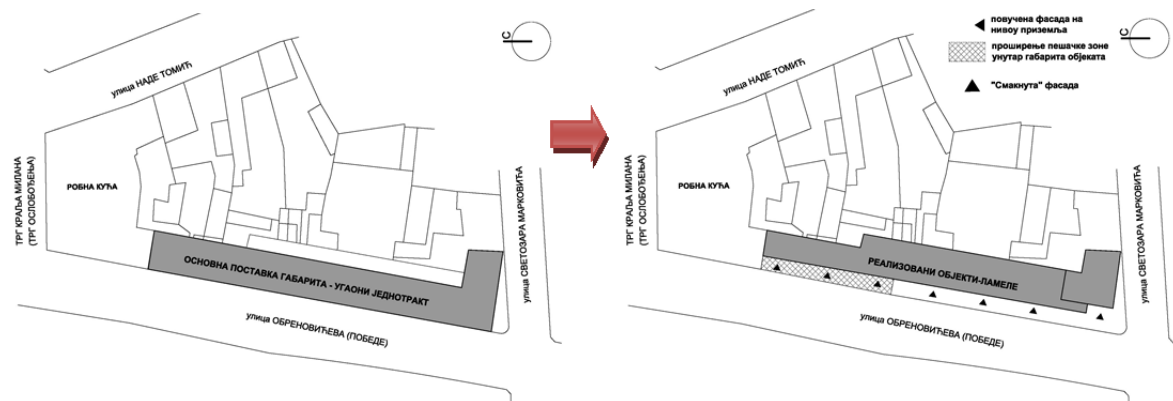 С
улица НАДЕ ТОМИЋ
ТРГ КРАЉА МИЛАНА
(ТРГ ОСЛОБОЂЕЊА)
РОБНА КУЋА
ОСНОВНА ПОСТАВКА ГАБАРИТА - УГАОНИ ЈЕДНОТРАКТ
улица ОБРЕНОВИЋЕВА (ПОБЕДЕ)
улица СВЕТОЗАРА МАРКОВИЋА
повучена фасада на
нивоу приземља
проширење пешачке зоне
унутар габарита објеката
"Смакнута" фасада
С
улица НАДЕ ТОМИЋ
ТРГ КРАЉА МИЛАНА
(ТРГ ОСЛОБОЂЕЊА)
РОБНА КУЋА
РЕАЛИЗОВАНИ ОБЈЕКТИ-ЛАМЕЛЕ
улица ОБРЕНОВИЋЕВА (ПОБЕДЕ)
улица СВЕТОЗАРА МАРКОВИЋА